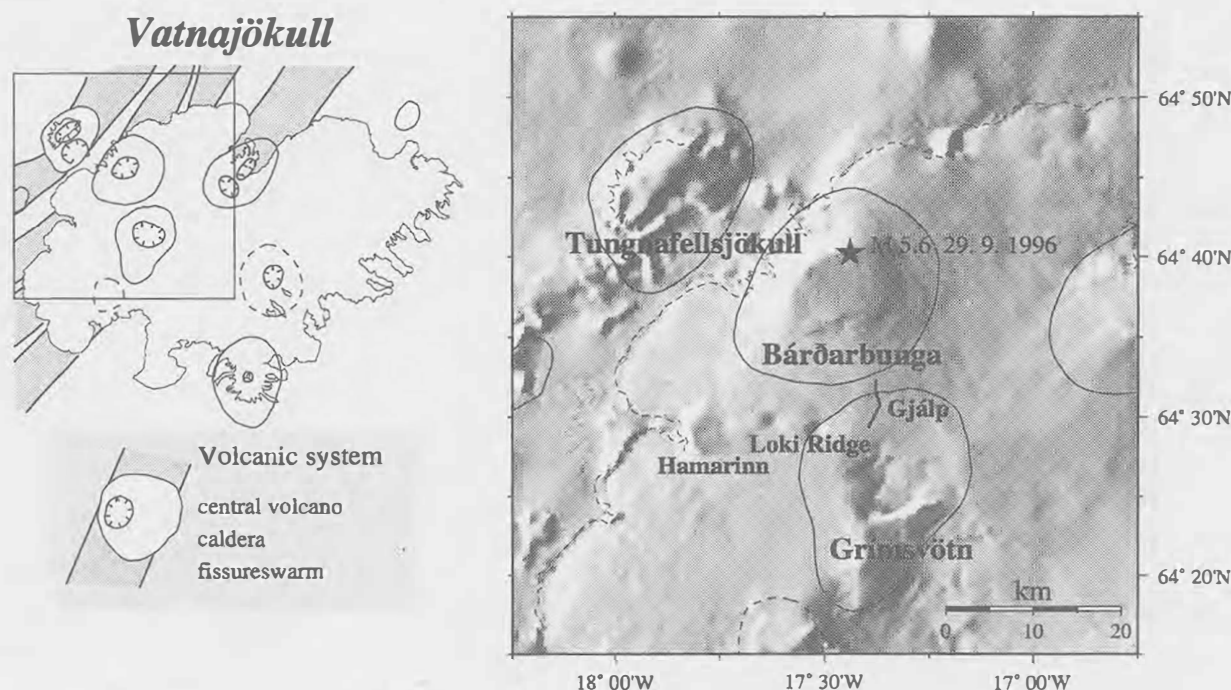 Vatnajökull
Volcanic system
central volcano
caldera
fissureswarm
64° 50'N
Tungnafellsjökull
M 5.6 29. 9. 1996
64° 40'N
Bárðarbunga
Gjálp
64° 30'N
Loki Ridge
Hamarinn
Grímsvötn
64° 20'N
km
0 10 20
18° 00'W 17° 30'W 17° 00'W